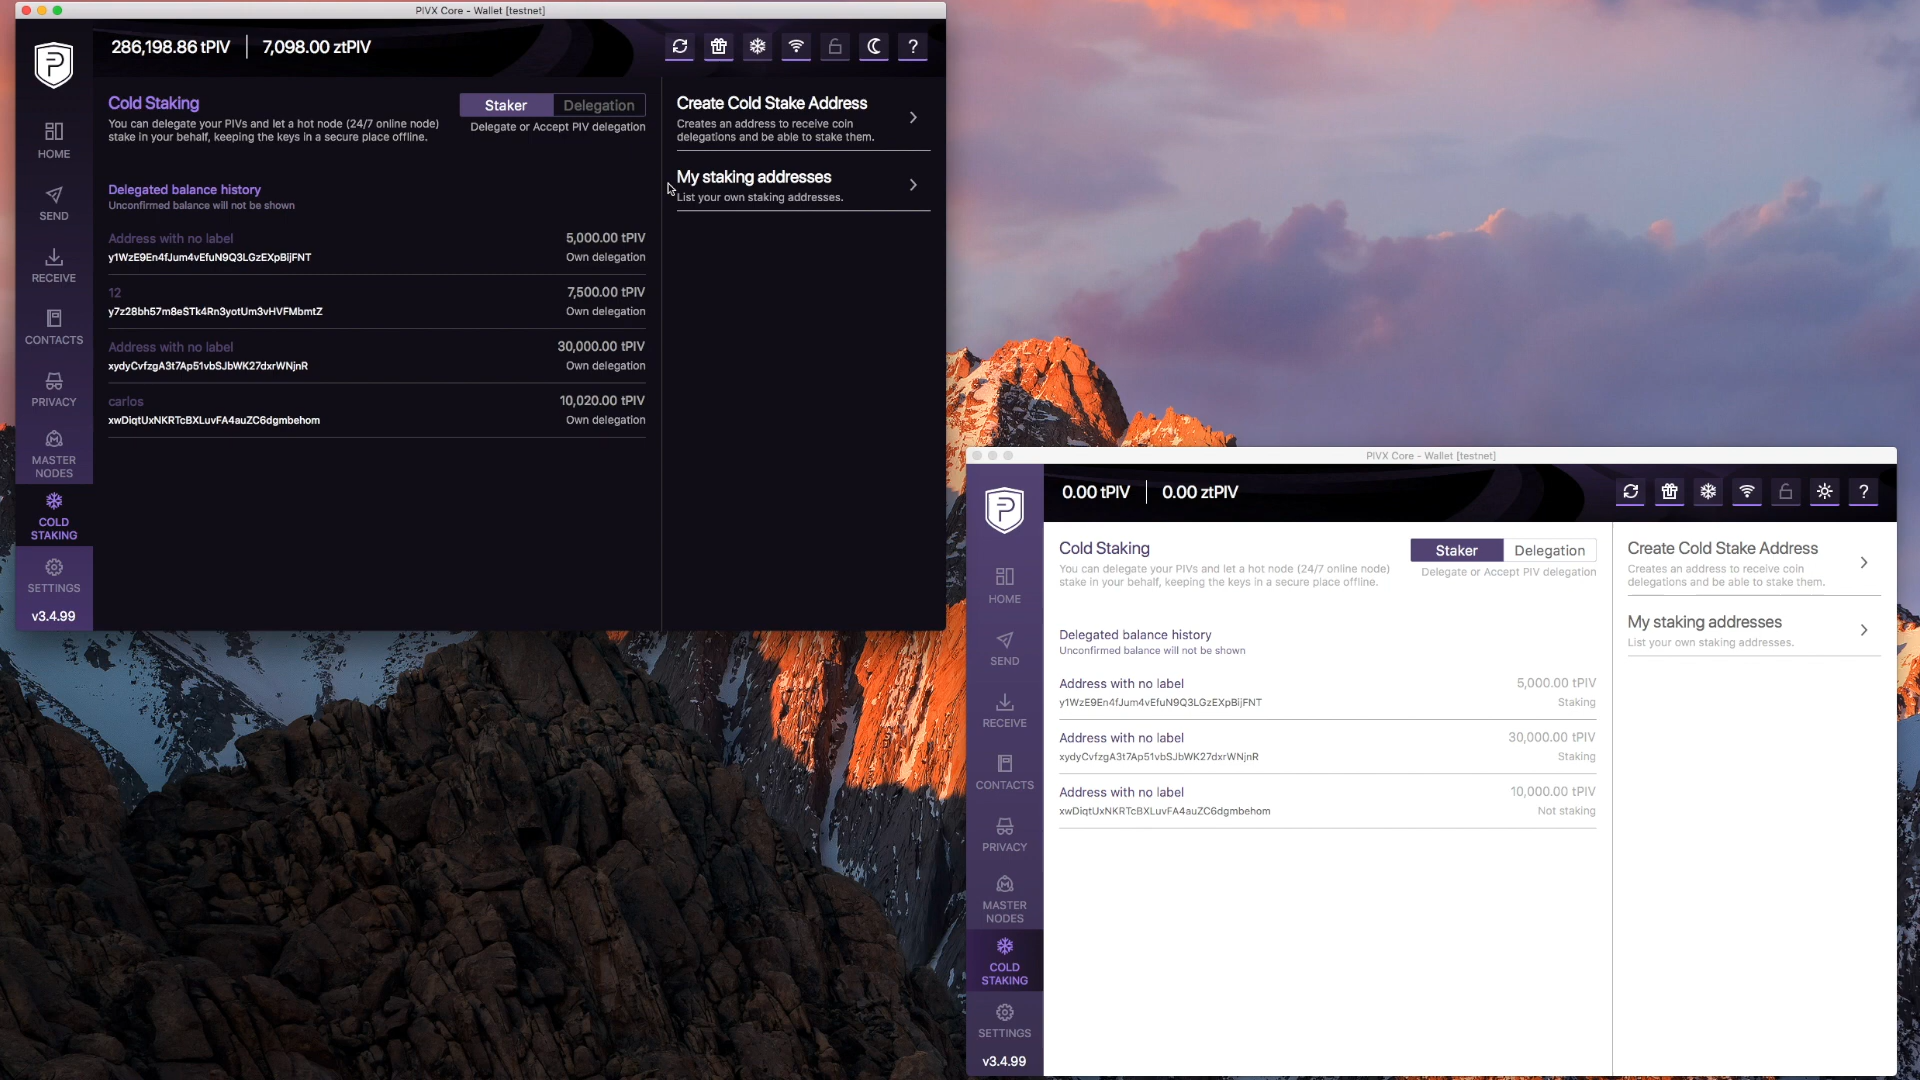 PIVX Core - Wallet [testnet]
286,198.86 tPIV
7,098.00 ztPIV
?
HOME
SEND
RECEIVE
CONTACTS
PRIVACY
MASTER
NODES
COLD
STAKING
SETTINGS
v3.4.99
Cold Staking
You can delegate your PIVs and let a hot node (24/7 online node)
stake in your behalf, keeping the keys in a secure place offline.
Staker
Delegation
Delegate or Accept PIV delegation
Delegated balance history
Unconfirmed balance will not be shown
Address with no label
5,000.00 tPIV
y1WzE9En4fJum4vEfuN9Q3LGzEXpBijFNT
Own delegation
12
7,500.00 tPIV
y7z28bh57m8eSTk4Rn3yotUm3vHVFMbmtZ
Own delegation
Address with no label
30,000.00 tPIV
xydyCvfzgA3t7Ap51vbSJbWK27dxrWNjnR
Own delegation
carlos
10,020.00 tPIV
xwDiqtUxNKRTcBXLuvFA4auZC6dgmbehom
Own delegation
Create Cold Stake Address
Creates an address to receive coin
delegations and be able to stake them.
My staking addresses
List your own staking addresses.
PIVX Core - Wallet [testnet]
0.00 tPIV
0.00 ztPIV
?
HOME
SEND
RECEIVE
CONTACTS
PRIVACY
MASTER
NODES
COLD
STAKING
SETTINGS
v3.4.99
Cold Staking
You can delegate your PIVs and let a hot node (24/7 online node)
stake in your behalf, keeping the keys in a secure place offline.
Staker
Delegation
Delegate or Accept PIV delegation
Delegated balance history
Unconfirmed balance will not be shown
Address with no label
5,000.00 tPIV
y1WzE9En4fJum4vEfuN9Q3LGzEXpBijFNT
Staking
Address with no label
30,000.00 tPIV
xydyCvfzgA3t7Ap51vbSJbWK27dxrWNjnR
Staking
Address with no label
10,000.00 tPIV
xwDiqtUxNKRTcBXLuvFA4auZC6dgmbehom
Not staking
Create Cold Stake Address
Creates an address to receive coin
delegations and be able to stake them.
My staking addresses
List your own staking addresses.